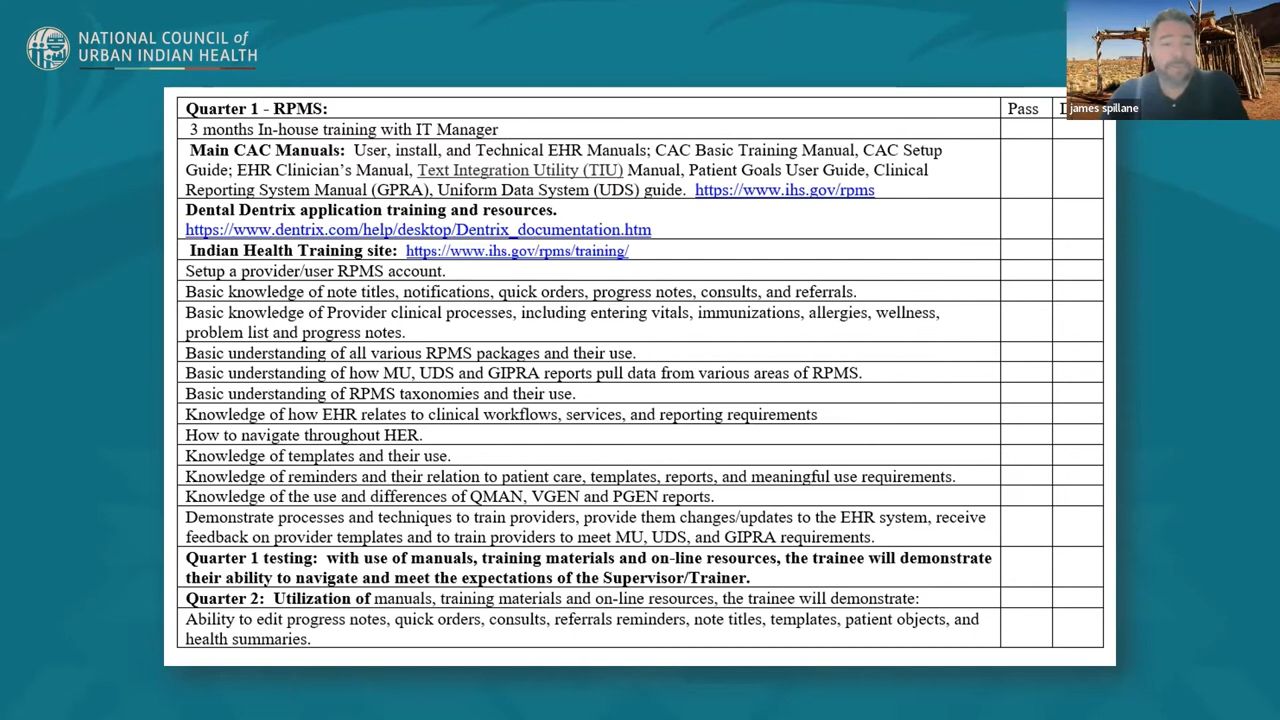 NATIONAL COUNCIL of
URBAN INDIAN HEALTH
james spillane
Quarter 1 - RPMS:
Pass
3 months In-house training with IT Manager
Main CAC Manuals: User, install, and Technical EHR Manuals; CAC Basic Training Manual, CAC Setup
Guide; EHR Clinician's Manual, Text Integration Utility (TIU) Manual, Patient Goals User Guide, Clinical
Reporting System Manual (GPRA), Uniform Data System (UDS) guide. https://www.ihs.gov/rpms
Dental Dentrix application training and resources.
https://www.dentrix.com/help/desktop/Dentrix_documentation.htm
Indian Health Training site: https://www.ihs.gov/rpms/training/
Setup a provider/user RPMS account.
Basic knowledge of note titles, notifications, quick orders, progress notes, consults, and referrals.
Basic knowledge of Provider clinical processes, including entering vitals, immunizations, allergies, wellness,
problem list and progress notes.
Basic understanding of all various RPMS packages and their use.
Basic understanding of how MU, UDS and GIPRA reports pull data from various areas of RPMS.
Basic understanding of RPMS taxonomies and their use.
Knowledge of how EHR relates to clinical workflows, services, and reporting requirements
How to navigate throughout HER.
Knowledge of templates and their use.
Knowledge of reminders and their relation to patient care, templates, reports, and meaningful use requirements.
Knowledge of the use and differences of QMAN, VGEN and PGEN reports.
Demonstrate processes and techniques to train providers, provide them changes/updates to the EHR system, receive
feedback on provider templates and to train providers to meet MU, UDS, and GIPRA requirements.
Quarter 1 testing: with use of manuals, training materials and on-line resources, the trainee will demonstrate
their ability to navigate and meet the expectations of the Supervisor/Trainer.
Quarter 2: Utilization of manuals, training materials and on-line resources, the trainee will demonstrate:
Ability to edit progress notes, quick orders, consults, referrals reminders, note titles, templates, patient objects, and
health summaries.